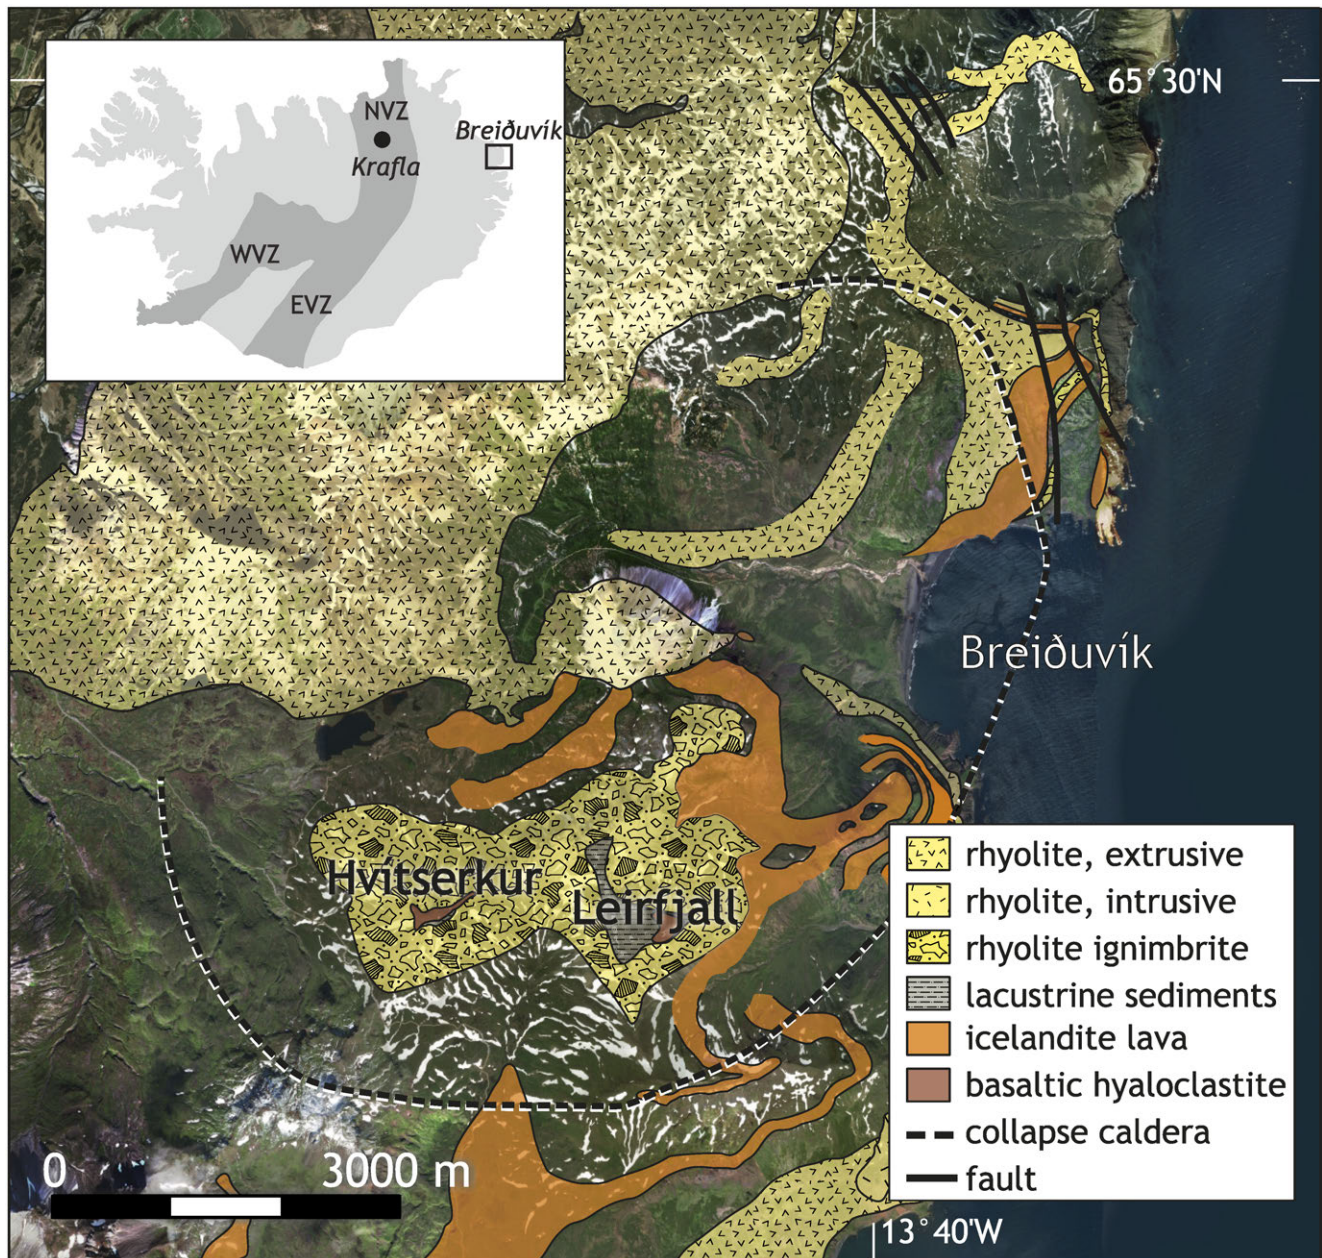 65°30'N
NVZ
Breiðuvík
Krafla
WVZ
EVZ
Breiðuvík
Hvítserkur
Leirfjall
rhyolite, extrusive
rhyolite, intrusive
rhyolite ignimbrite
lacustrine sediments
icelandite lava
basaltic hyaloclastite
collapse caldera
fault
0 3000 m
13°40'W